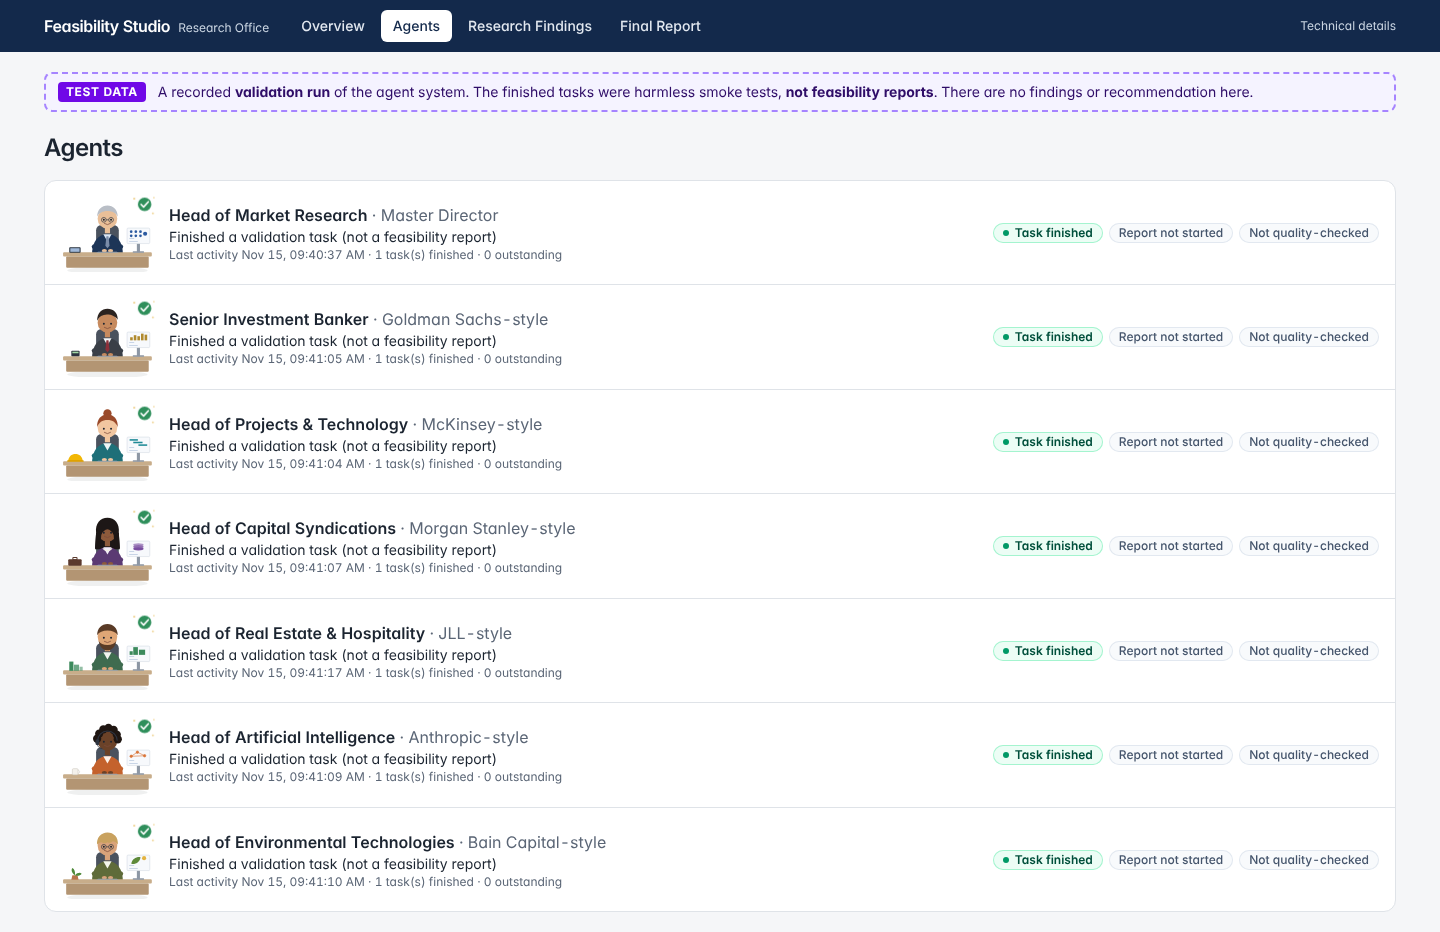 Feasibility Studio Research Office Overview Agents Research Findings Final Report Technical details
TEST DATA A recorded validation run of the agent system. The finished tasks were harmless smoke tests, not feasibility reports. There are no findings or recommendation here.
Agents
Head of Market Research · Master Director
Finished a validation task (not a feasibility report)
Last activity Nov 15, 09:40:37 AM · 1 task(s) finished · 0 outstanding
Task finished Report not started Not quality-checked
Senior Investment Banker · Goldman Sachs-style
Finished a validation task (not a feasibility report)
Last activity Nov 15, 09:41:05 AM · 1 task(s) finished · 0 outstanding
Task finished Report not started Not quality-checked
Head of Projects & Technology · McKinsey-style
Finished a validation task (not a feasibility report)
Last activity Nov 15, 09:41:04 AM · 1 task(s) finished · 0 outstanding
Task finished Report not started Not quality-checked
Head of Capital Syndications · Morgan Stanley-style
Finished a validation task (not a feasibility report)
Last activity Nov 15, 09:41:07 AM · 1 task(s) finished · 0 outstanding
Task finished Report not started Not quality-checked
Head of Real Estate & Hospitality · JLL-style
Finished a validation task (not a feasibility report)
Last activity Nov 15, 09:41:17 AM · 1 task(s) finished · 0 outstanding
Task finished Report not started Not quality-checked
Head of Artificial Intelligence · Anthropic-style
Finished a validation task (not a feasibility report)
Last activity Nov 15, 09:41:09 AM · 1 task(s) finished · 0 outstanding
Task finished Report not started Not quality-checked
Head of Environmental Technologies · Bain Capital-style
Finished a validation task (not a feasibility report)
Last activity Nov 15, 09:41:10 AM · 1 task(s) finished · 0 outstanding
Task finished Report not started Not quality-checked